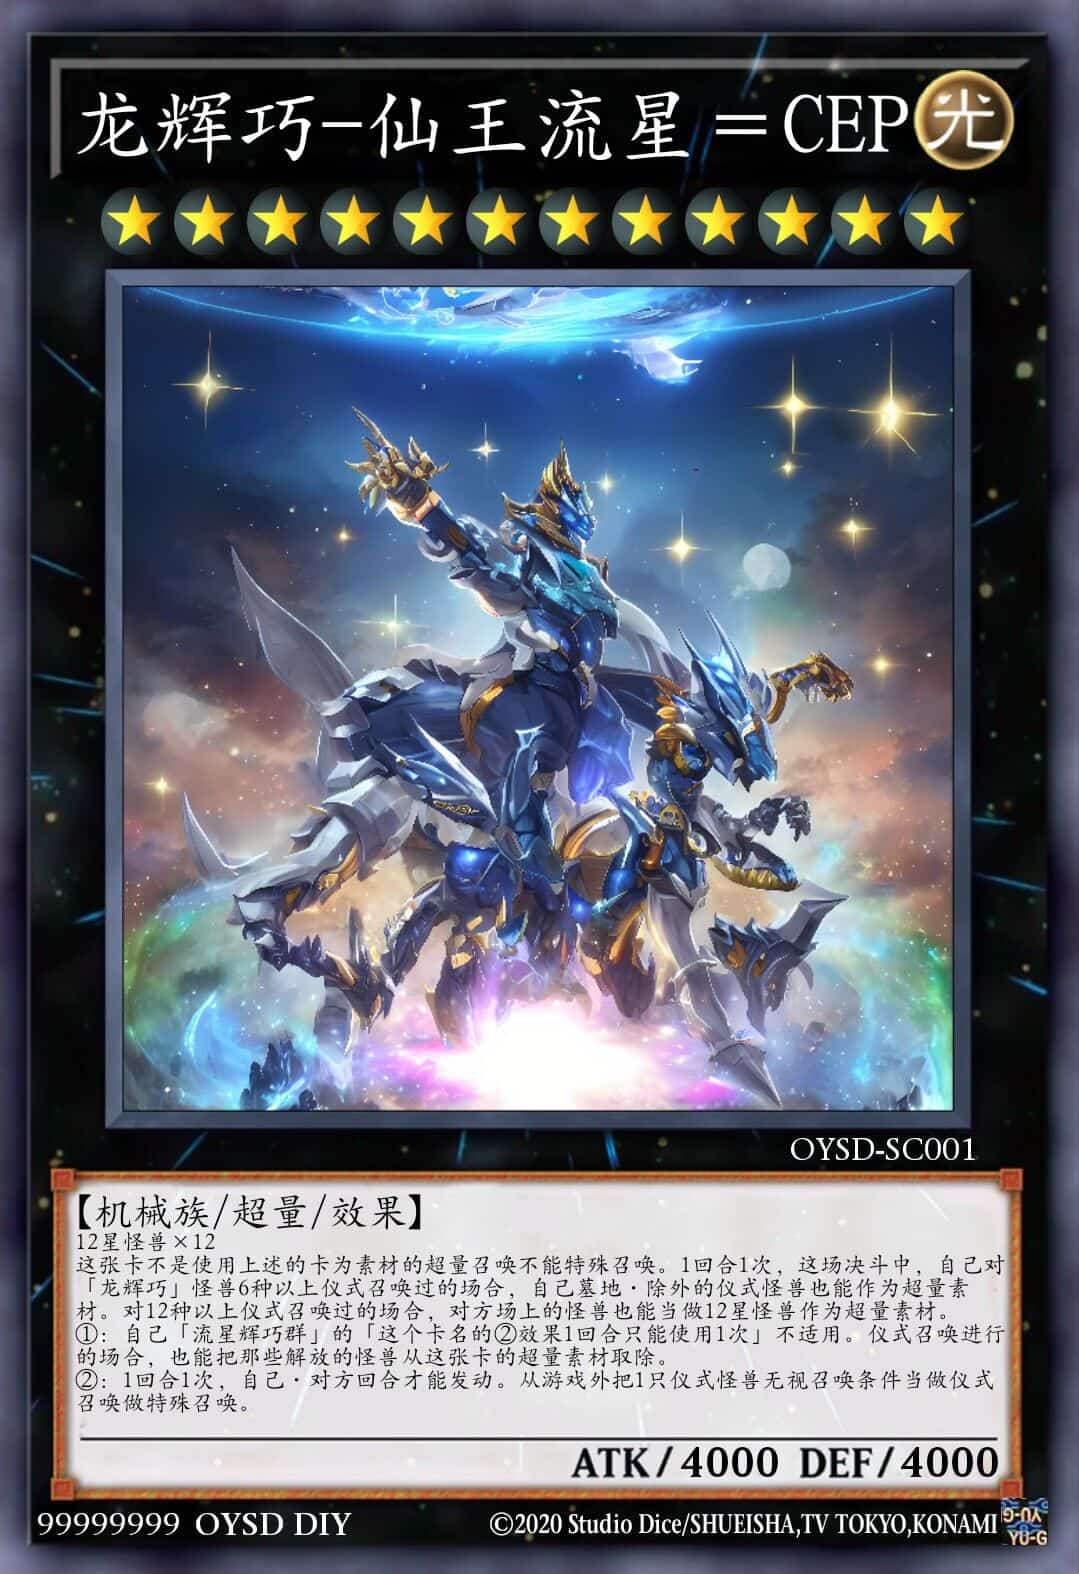 龙辉巧-仙王流星＝CEP 光
OYSD-SC001
【机械族/超量/效果】
12星怪兽×12
这张卡不是使用上述的卡为素材的超量召唤不能特殊召唤。1回合1次，这场决斗中，自己对
「龙辉巧」怪兽6种以上仪式召唤过的场合，自己墓地·除外的仪式怪兽也能作为超量素
材。对12种以上仪式召唤过的场合，对方场上的怪兽也能当做12星怪兽作为超量素材。
①：自己「流星辉巧群」的「这个卡名的②效果1回合只能使用1次」不适用。仪式召唤进行
的场合，也能把那些解放的怪兽从这张卡的超量素材取除。
②：1回合1次，自己·对方回合才能发动。从游戏外把1只仪式怪兽无视召唤条件当做仪式
召唤做特殊召唤。
ATK/4000 DEF/4000
99999999 OYSD DIY ©2020 Studio Dice/SHUEISHA,TV TOKYO,KONAMI